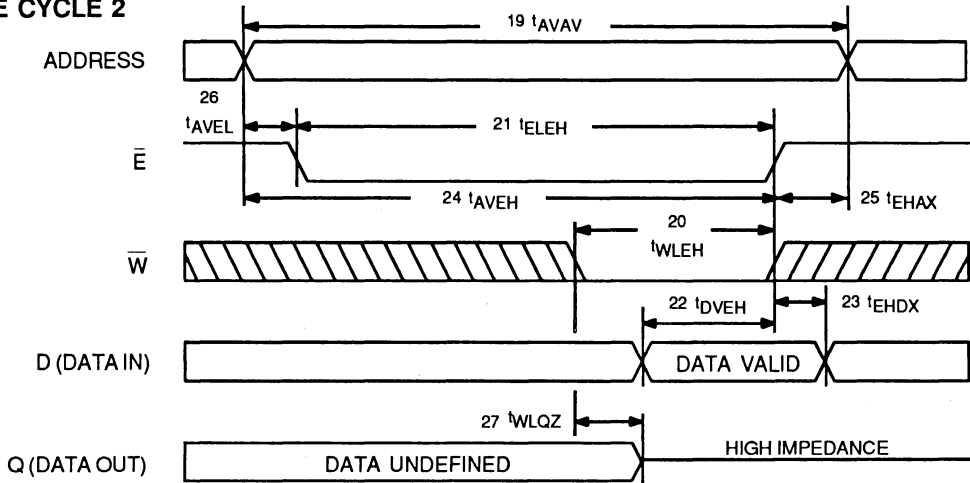 E CYCLE 2
19 tAVAV
ADDRESS
26
tAVEL
21 tELEH
E̅
24 tAVEH
25 tEHAX
20
tWLEH
W̅
22 tDVEH
23 tEHDX
D (DATA IN)
DATA VALID
27 tWLQZ
Q (DATA OUT)
DATA UNDEFINED
HIGH IMPEDANCE